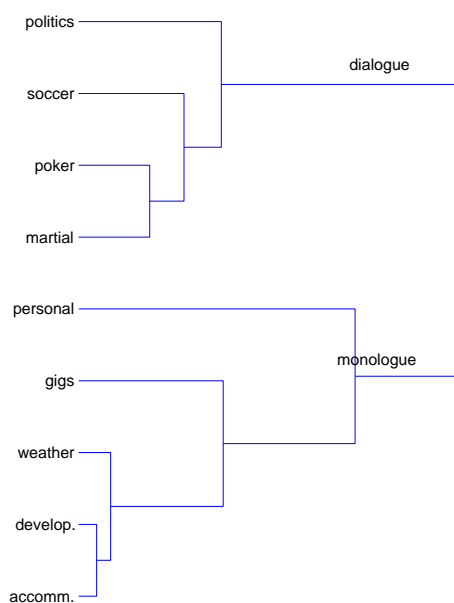 politics
dialogue
soccer
poker
martial
personal
monologue
gigs
weather
develop.
accomm.